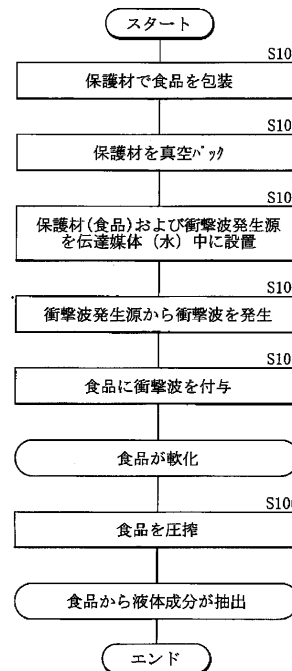 スタート
S10
保護材で食品を包装
S10
保護材を真空パック
S10
保護材(食品)および衝撃波発生源
を伝達媒体(水)中に設置
S10
衝撃波発生源から衝撃波を発生
S10
食品に衝撃波を付与
食品が軟化
S10
食品を圧搾
食品から液体成分が抽出
エンド